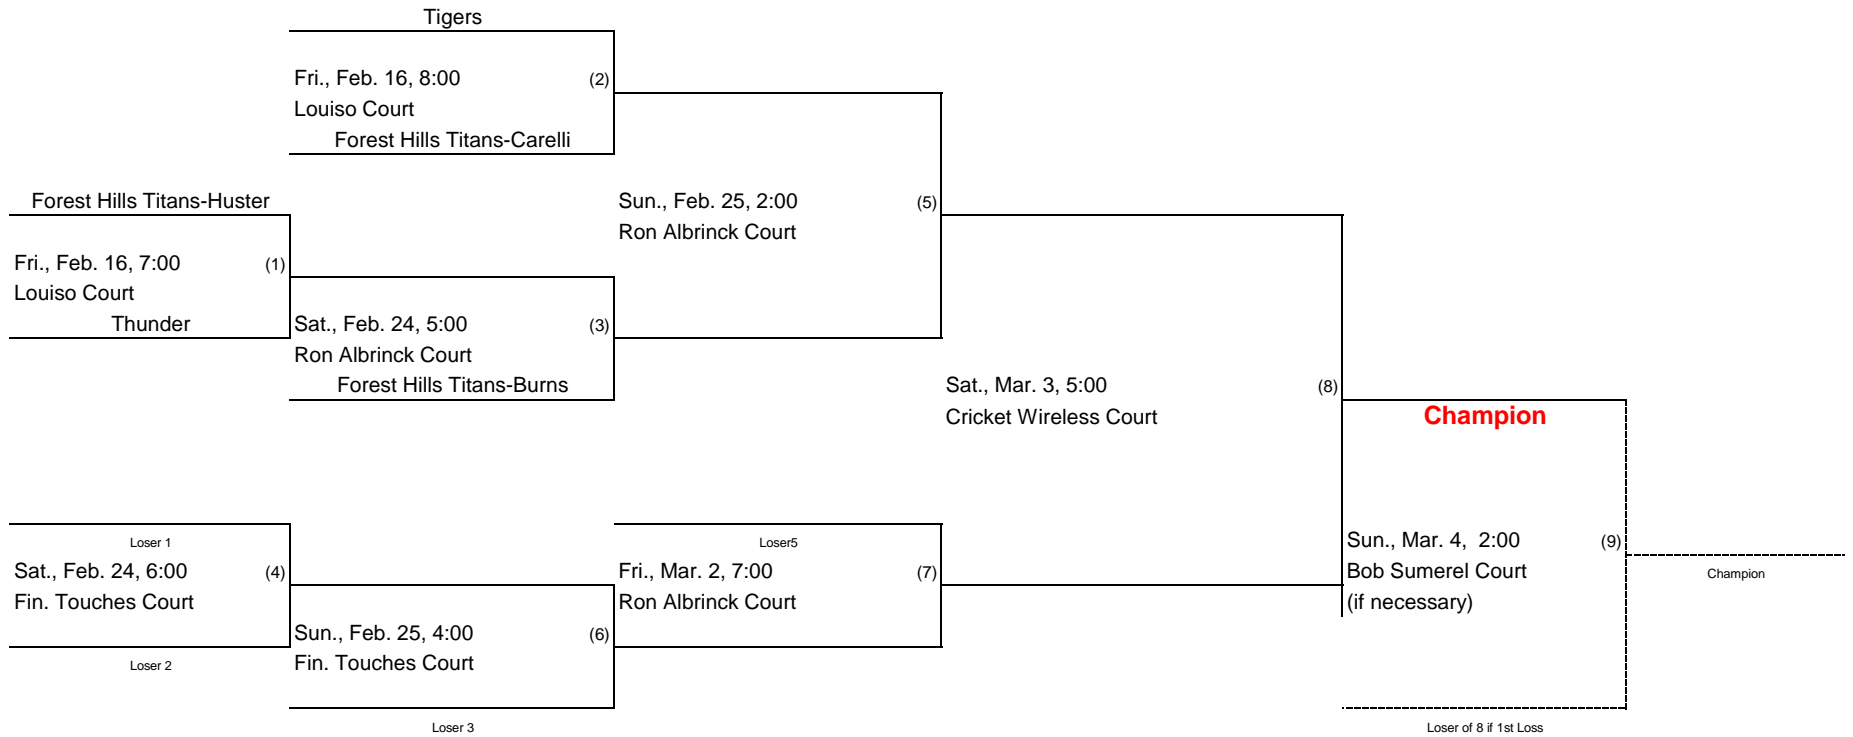 Tigers
Fri., Feb. 16, 8:00 (2)
Louiso Court
Forest Hills Titans-Carelli
Forest Hills Titans-Huster
Sun., Feb. 25, 2:00 (5)
Ron Albrinck Court
Fri., Feb. 16, 7:00 (1)
Louiso Court
Thunder
Sat., Feb. 24, 5:00 (3)
Ron Albrinck Court
Forest Hills Titans-Burns
Sat., Mar. 3, 5:00 (8)
Cricket Wireless Court
Champion
Loser 1
Sat., Feb. 24, 6:00 (4)
Fin. Touches Court
Loser 2
Sun., Feb. 25, 4:00 (6)
Fin. Touches Court
Loser 3
Loser5
Fri., Mar. 2, 7:00 (7)
Ron Albrinck Court
Sun., Mar. 4,  2:00 (9)
Bob Sumerel Court
(if necessary)
Champion
Loser of 8 if 1st Loss